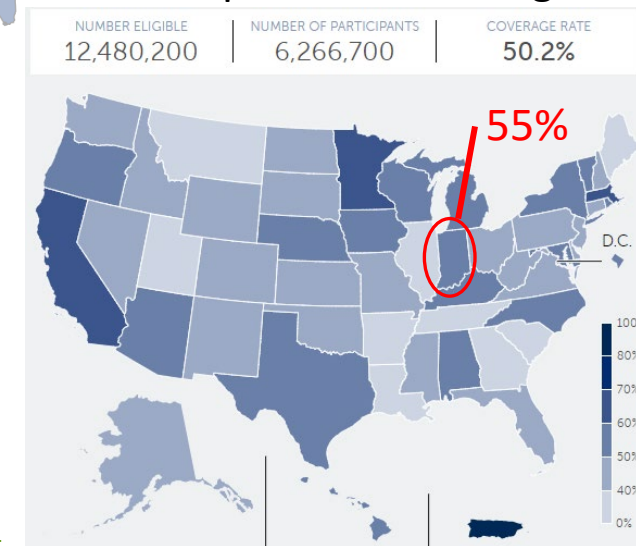 NUMBER ELIGIBLE
12,480,200
NUMBER OF PARTICIPANTS
6,266,700
COVERAGE RATE
50.2%
55%
D.C.
100
80%
70%
60%
50%
40%
0%